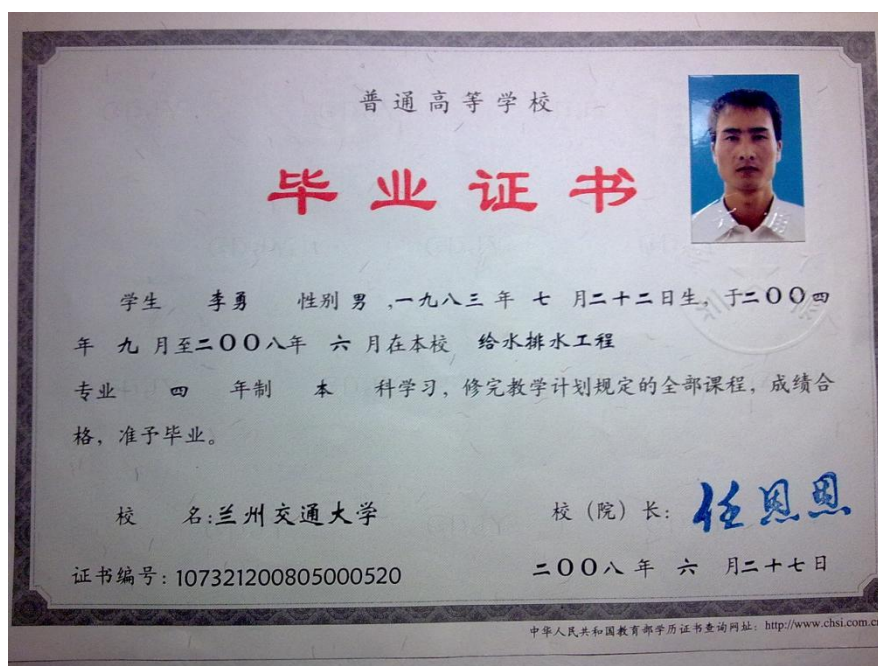 普通高等学校
毕业证书
学生 李勇 性别 男 ,一九八三 年 七 月二十二日生, 于二〇〇四
年 九 月至二〇〇八年 六 月在本校 给水排水工程
专业 四 年制 本 科学习, 修完教学计划规定的全部课程, 成绩合
格, 准予毕业。
校 名:兰州交通大学
校 (院) 长: 任恩恩
证书编号: 107321200805000520
二〇〇八 年 六 月二十七日
中华人民共和国教育部学历证书查询网址: http://www.chsi.com.c